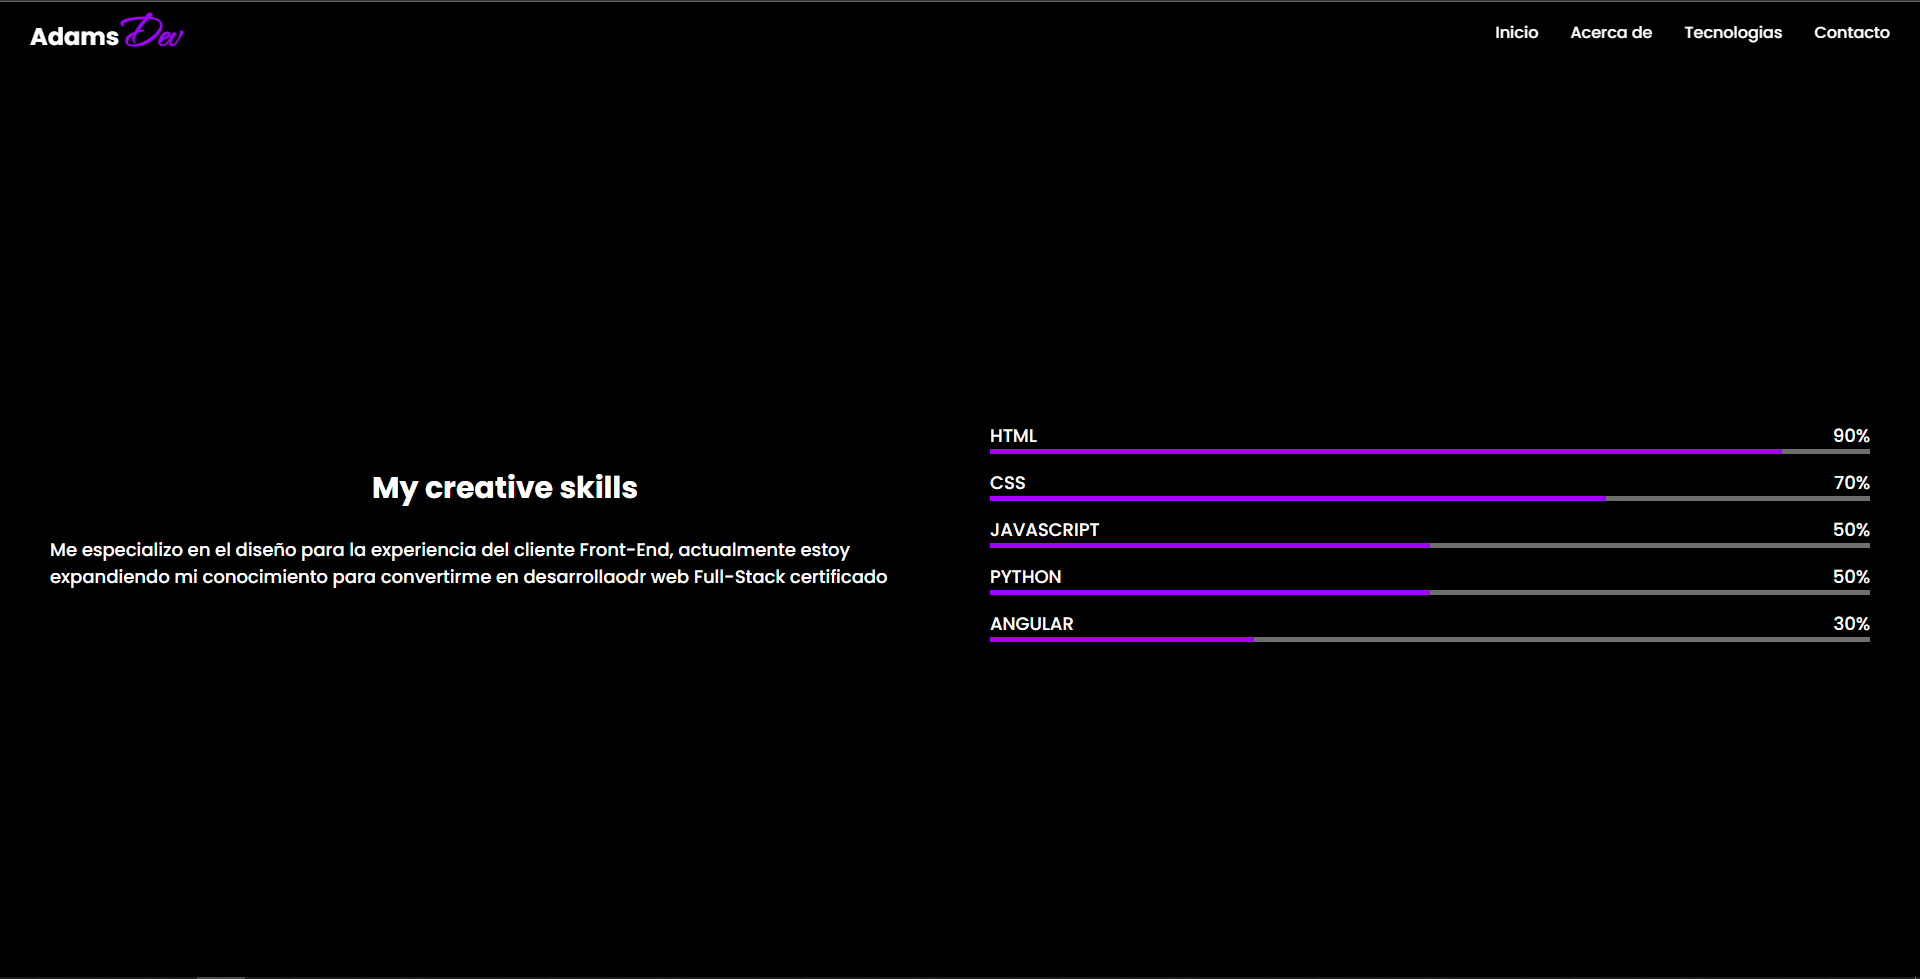 Adams Dev
Inicio Acerca de Tecnologias Contacto
My creative skills
Me especializo en el diseño para la experiencia del cliente Front-End, actualmente estoy
expandiendo mi conocimiento para convertirme en desarrollaodr web Full-Stack certificado
HTML 90%
CSS 70%
JAVASCRIPT 50%
PYTHON 50%
ANGULAR 30%